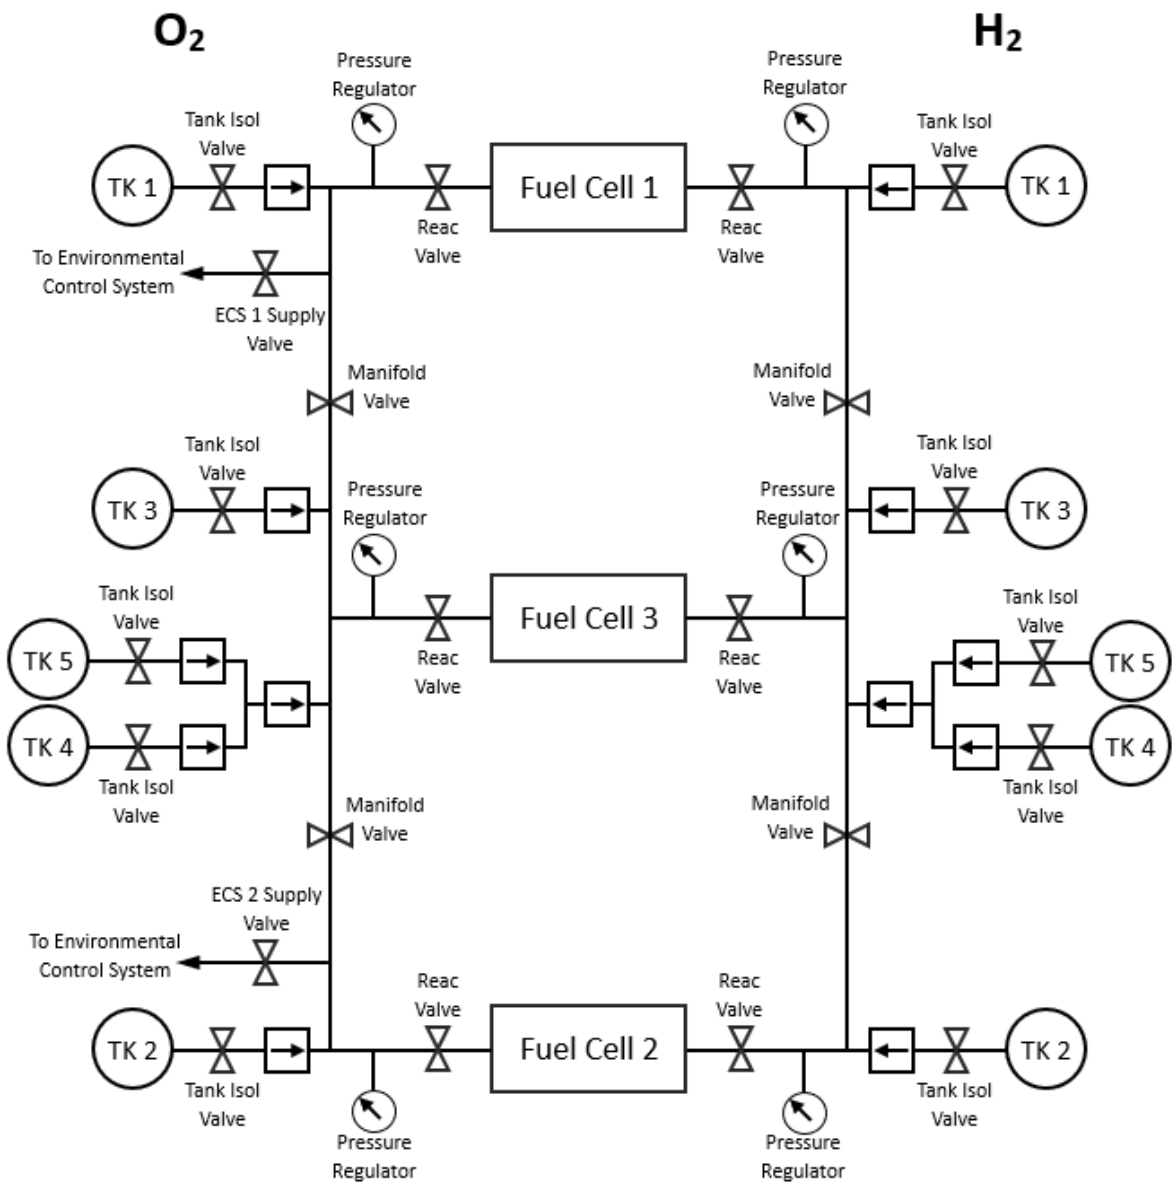 O₂
H₂
Pressure
Regulator
Pressure
Regulator
Tank Isol
Valve
Tank Isol
Valve
TK 1
Fuel Cell 1
TK 1
Reac
Valve
Reac
Valve
To Environmental
Control System
ECS 1 Supply
Valve
Manifold
Valve
Manifold
Valve
Tank Isol
Valve
Tank Isol
Valve
TK 3
TK 3
Pressure
Regulator
Pressure
Regulator
Tank Isol
Valve
Fuel Cell 3
Tank Isol
Valve
TK 5
Reac
Valve
Reac
Valve
TK 5
TK 4
TK 4
Tank Isol
Valve
Tank Isol
Valve
Manifold
Valve
Manifold
Valve
ECS 2 Supply
Valve
To Environmental
Control System
Reac
Valve
Reac
Valve
TK 2
Fuel Cell 2
TK 2
Tank Isol
Valve
Tank Isol
Valve
Pressure
Regulator
Pressure
Regulator